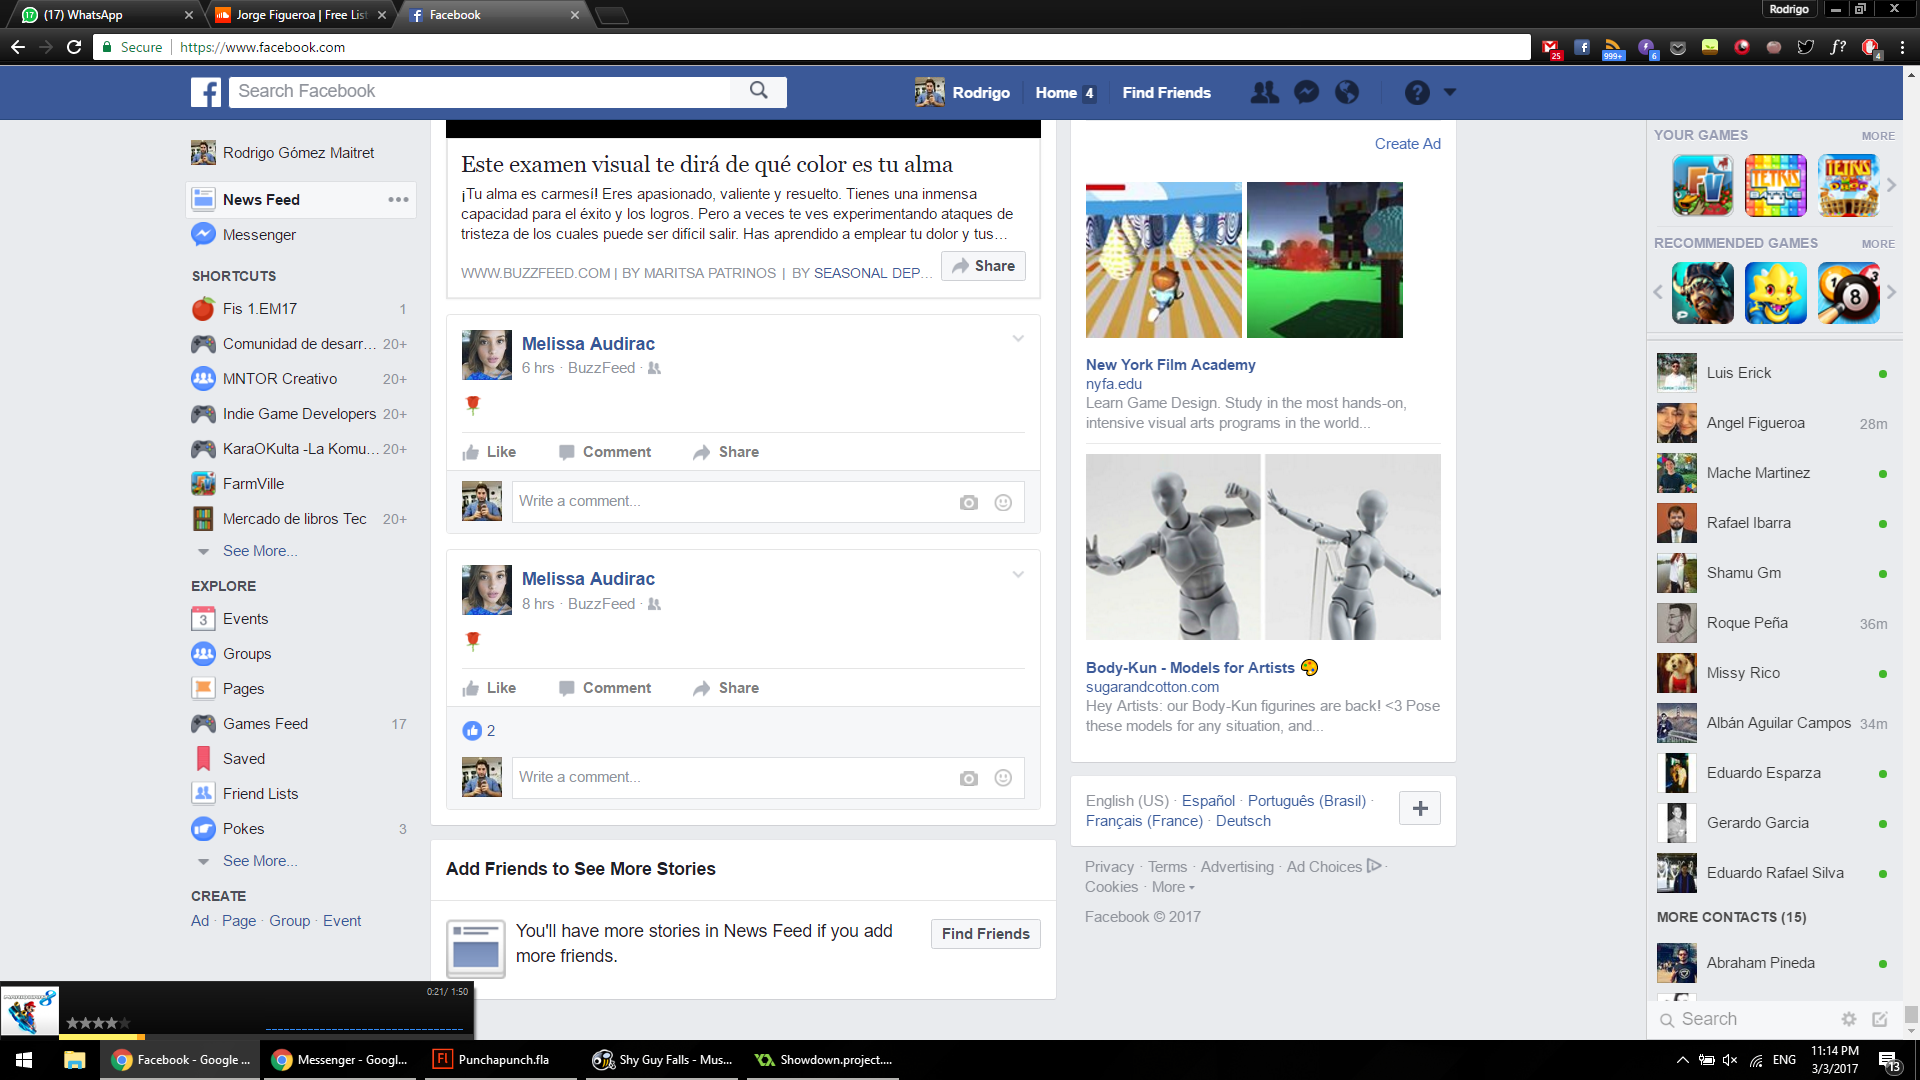 (17) WhatsApp
Jorge Figueroa | Free List
Facebook
Rodrigo
Secure
https://www.facebook.com
25
999+
6
f?
4
Search Facebook
Rodrigo
Home 4
Find Friends
Rodrigo Gómez Maitret
News Feed
Messenger
SHORTCUTS
Fis 1.EM17 1
Comunidad de desarr... 20+
MNTOR Creativo 20+
Indie Game Developers 20+
KaraOKulta -La Komu... 20+
FarmVille
Mercado de libros Tec 20+
See More...
EXPLORE
3 Events
Groups
Pages
Games Feed 17
Saved
Friend Lists
Pokes 3
See More...
CREATE
Ad · Page · Group · Event
Este examen visual te dirá de qué color es tu alma
¡Tu alma es carmesí! Eres apasionado, valiente y resuelto. Tienes una inmensa
capacidad para el éxito y los logros. Pero a veces te ves experimentando ataques de
tristeza de los cuales puede ser difícil salir. Has aprendido a emplear tu dolor y tus...
WWW.BUZZFEED.COM | BY MARITSA PATRINOS | BY SEASONAL DEP...
Share
Melissa Audirac
6 hrs · BuzzFeed ·
Like Comment Share
Write a comment...
Melissa Audirac
8 hrs · BuzzFeed ·
Like Comment Share
2
Write a comment...
Add Friends to See More Stories
You'll have more stories in News Feed if you add
more friends.
Find Friends
Create Ad
New York Film Academy
nyfa.edu
Learn Game Design. Study in the most hands-on,
intensive visual arts programs in the world...
Body-Kun - Models for Artists
sugarandcotton.com
Hey Artists: our Body-Kun figurines are back! <3 Pose
these models for any situation, and...
English (US) · Español · Português (Brasil) ·
Français (France) · Deutsch
Privacy · Terms · Advertising · Ad Choices ·
Cookies · More
Facebook © 2017
YOUR GAMES MORE
FV
TETRIS
BATTLE
TETRIS
RECOMMENDED GAMES MORE
1 3
8
Luis Erick
Angel Figueroa 28m
Mache Martinez
Rafael Ibarra
Shamu Gm
Roque Peña 36m
Missy Rico
Albán Aguilar Campos 34m
Eduardo Esparza
Gerardo Garcia
Eduardo Rafael Silva
MORE CONTACTS (15)
Abraham Pineda
Search
8
0:21/ 1:50
Facebook - Google ...
Messenger - Googl...
Fl
Punchapunch.fla
Shy Guy Falls - Mus...
Showdown.project....
ENG
11:14 PM
3/3/2017
13